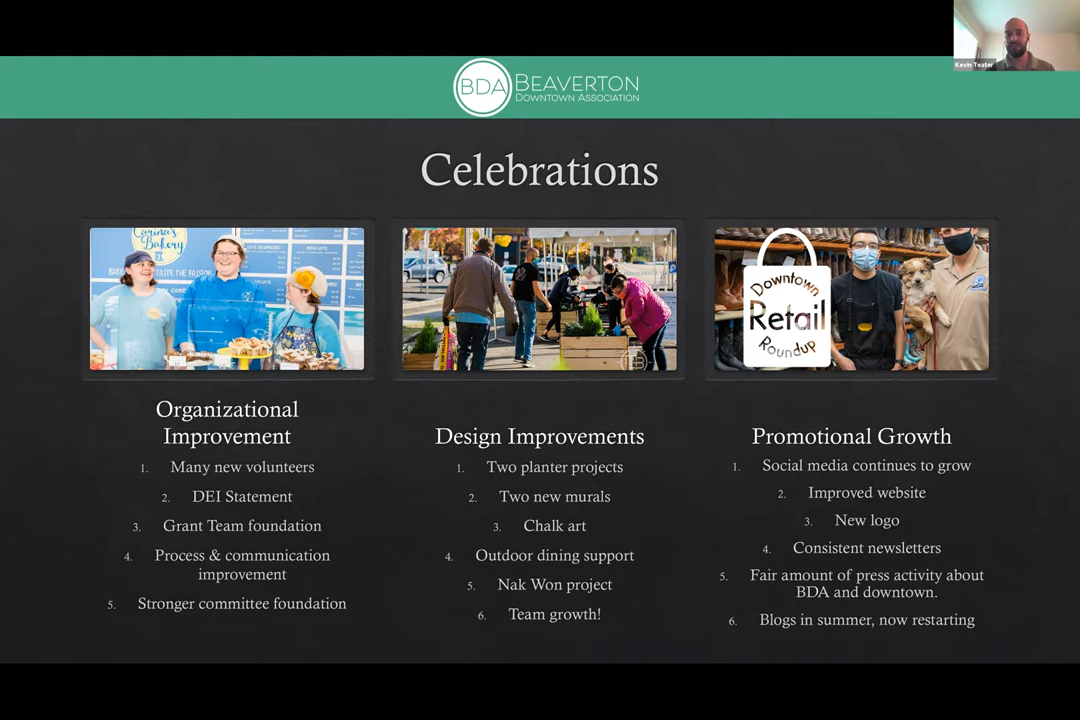 Kevin Teater
BDA
BEAVERTON
DOWNTOWN ASSOCIATION
Celebrations
Carina's
Bakery
TASTE THE PASSION
Downtown
Retail
Roundup
Organizational
Improvement
1. Many new volunteers
2. DEI Statement
3. Grant Team foundation
4. Process & communication
improvement
5. Stronger committee foundation
Design Improvements
1. Two planter projects
2. Two new murals
3. Chalk art
4. Outdoor dining support
5. Nak Won project
6. Team growth!
Promotional Growth
1. Social media continues to grow
2. Improved website
3. New logo
4. Consistent newsletters
5. Fair amount of press activity about
BDA and downtown.
6. Blogs in summer, now restarting